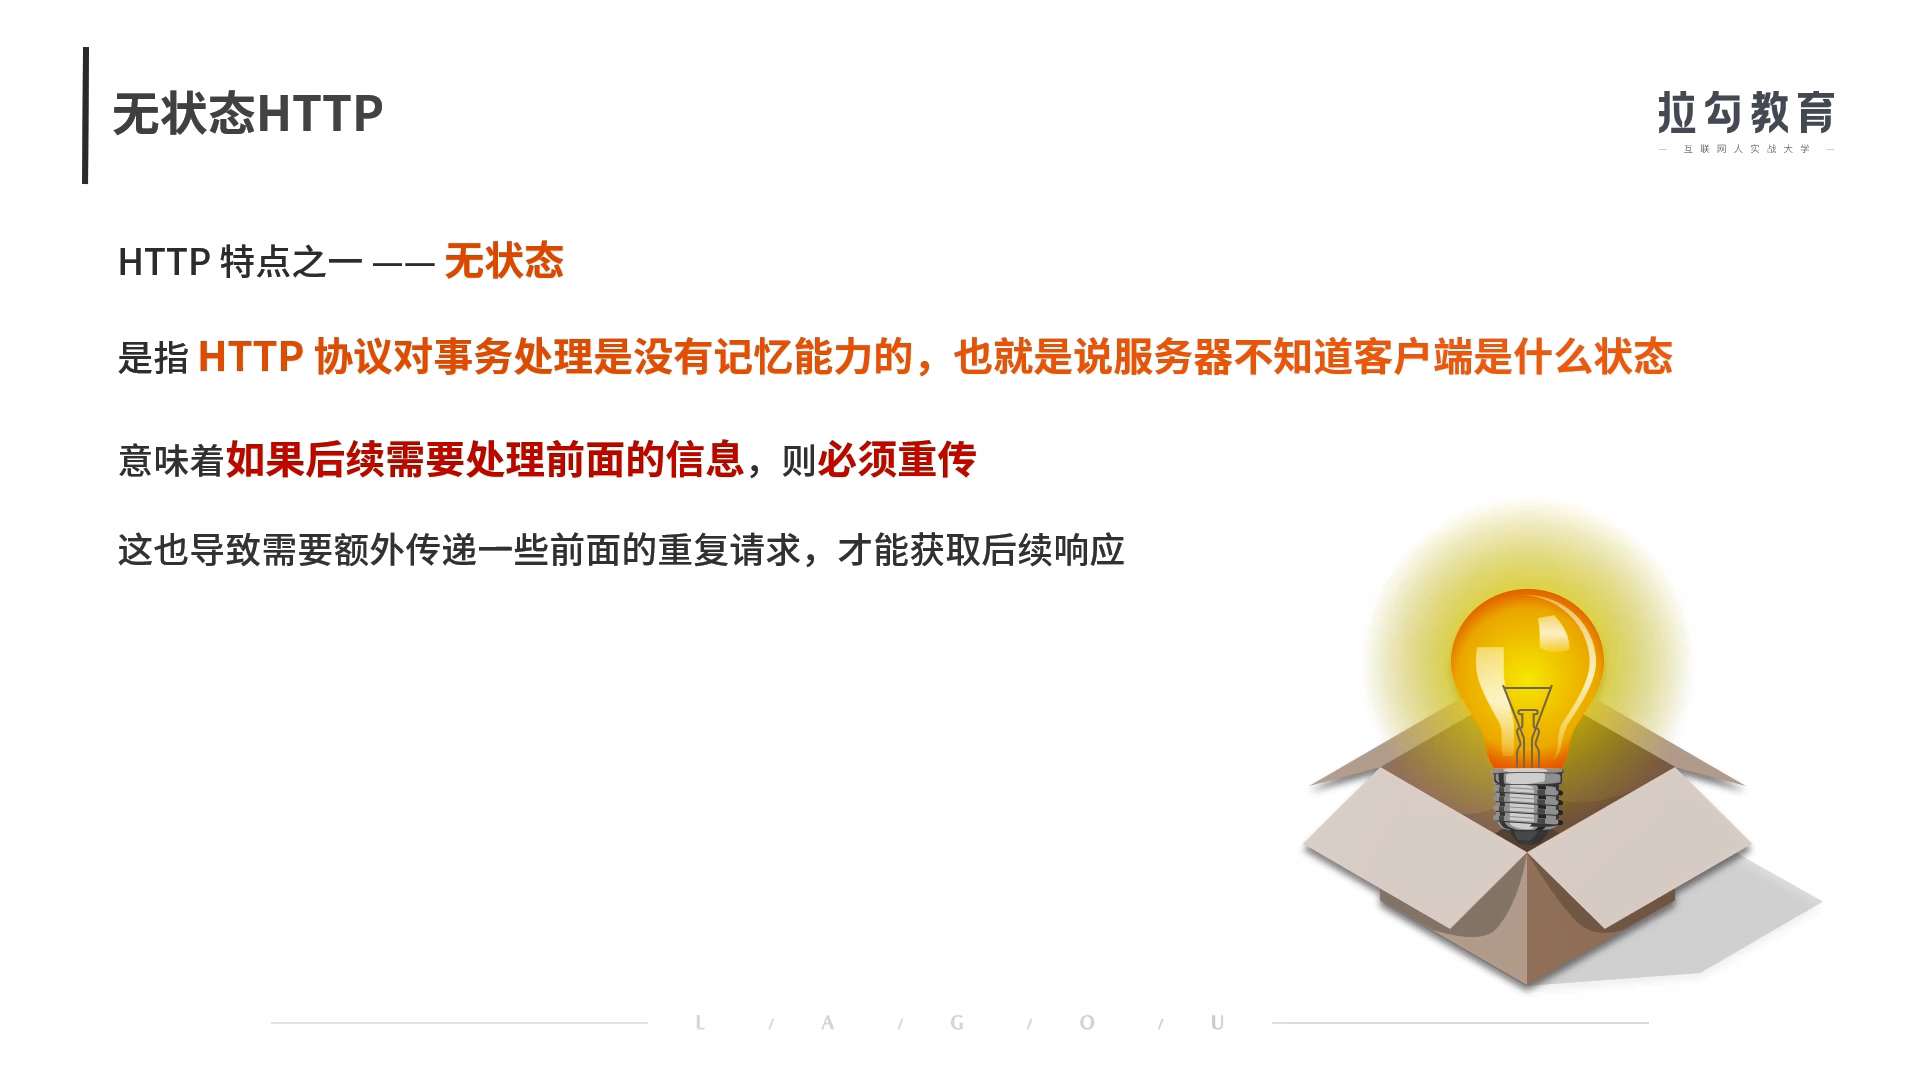 无状态HTTP
拉勾教育
— 互联网人实战大学 —
HTTP 特点之一 —— 无状态
是指 HTTP 协议对事务处理是没有记忆能力的，也就是说服务器不知道客户端是什么状态
意味着如果后续需要处理前面的信息，则必须重传
这也导致需要额外传递一些前面的重复请求，才能获取后续响应
L / A / G / O / U